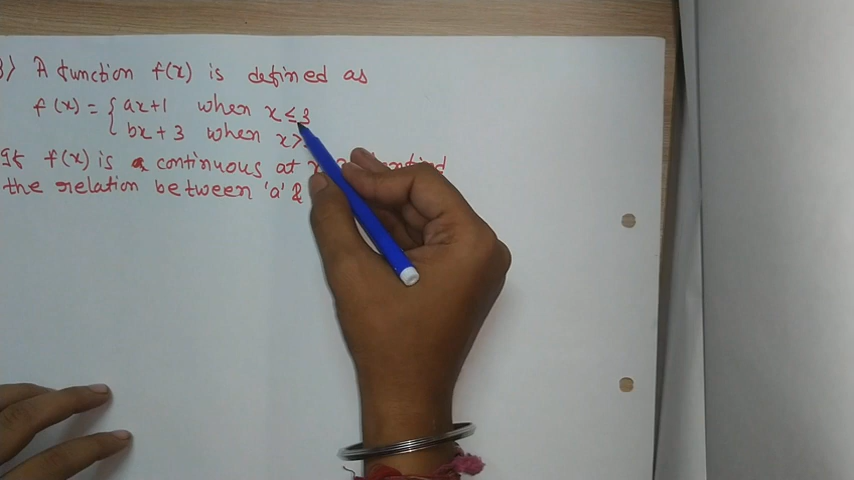 3) A function f(x) is defined as
f(x) = { ax+1 when x ≤ 3
bx + 3 when x >
If f(x) is a continuous at
the relation between 'a' &